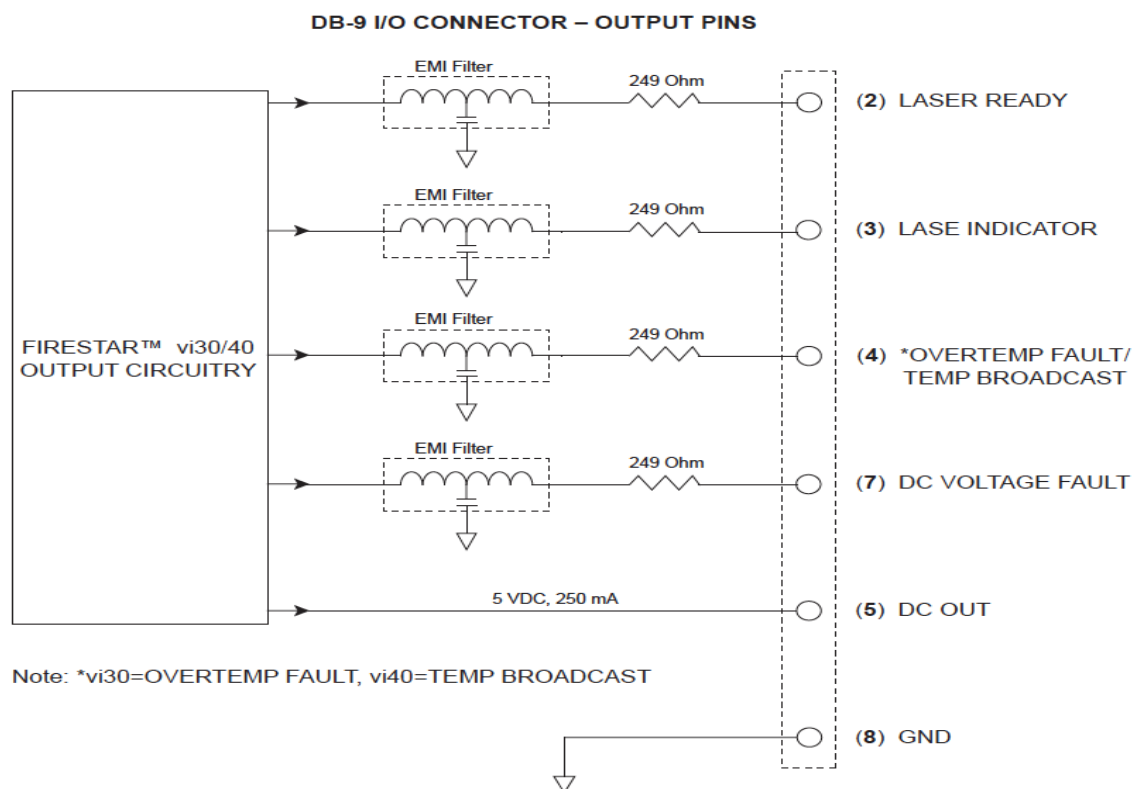 DB-9 I/O CONNECTOR – OUTPUT PINS
EMI Filter
249 Ohm
(2) LASER READY
EMI Filter
249 Ohm
(3) LASE INDICATOR
EMI Filter
249 Ohm
FIRESTAR™ vi30/40
OUTPUT CIRCUITRY
(4) *OVERTEMP FAULT/
TEMP BROADCAST
EMI Filter
249 Ohm
(7) DC VOLTAGE FAULT
5 VDC, 250 mA
(5) DC OUT
Note: *vi30=OVERTEMP FAULT, vi40=TEMP BROADCAST
(8) GND